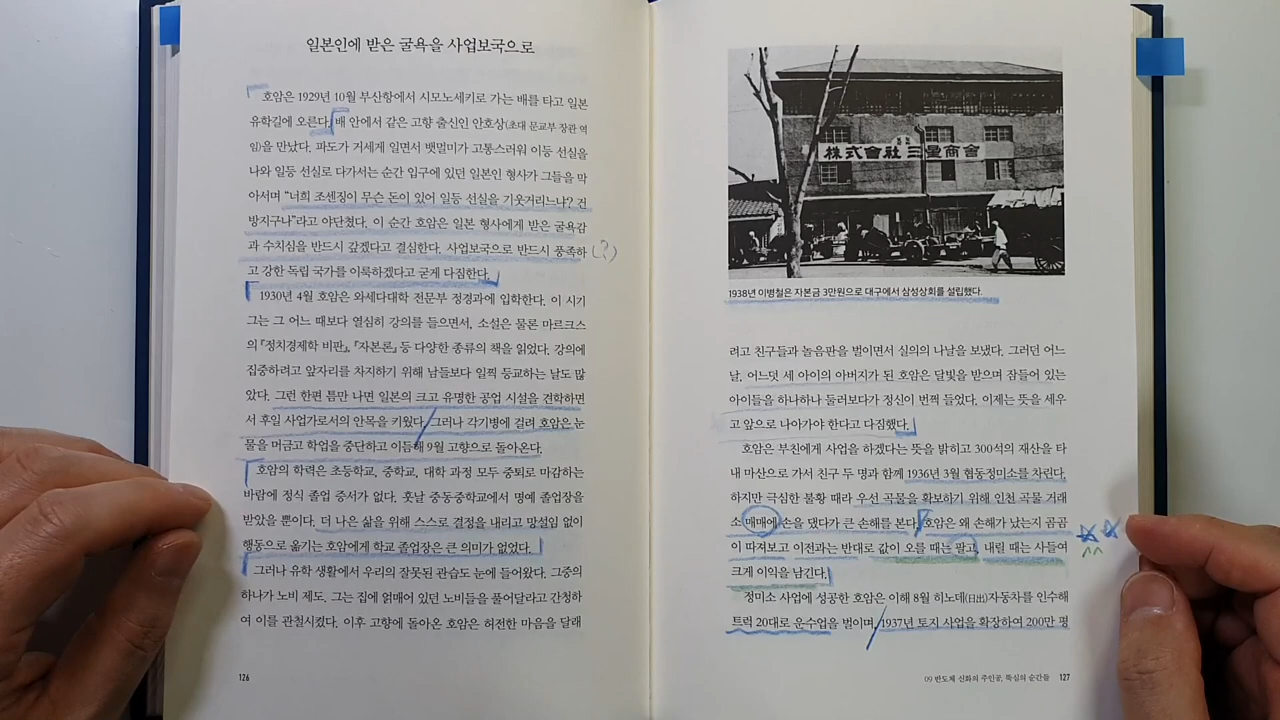 일본인에 받은 굴욕을 사업보국으로
호암은 1929년 10월 부산항에서 시모노세키로 가는 배를 타고 일본
유학길에 오른다. 배 안에서 같은 고향 출신인 안호상(초대 문교부 장관 역
임)을 만났다. 파도가 거세게 일면서 뱃멀미가 고통스러워 이등 선실을
나와 일등 선실로 다가서는 순간 입구에 있던 일본인 형사가 그들을 막
아서며 “너희 조센징이 무슨 돈이 있어 일등 선실을 기웃거리느냐? 건
방지구나”라고 야단쳤다. 이 순간 호암은 일본 형사에게 받은 굴욕감
과 수치심을 반드시 갚겠다고 결심한다. 사업보국으로 반드시 풍족하 (?)
고 강한 독립 국가를 이룩하겠다고 굳게 다짐한다.
1930년 4월 호암은 와세다대학 전문부 정경과에 입학한다. 이 시기
그는 그 어느 때보다 열심히 강의를 들으면서, 소설은 물론 마르크스
의 『정치경제학 비판』, 『자본론』 등 다양한 종류의 책을 읽었다. 강의에
집중하려고 앞자리를 차지하기 위해 남들보다 일찍 등교하는 날도 많
았다. 그런 한편 틈만 나면 일본의 크고 유명한 공업 시설을 견학하면
서 후일 사업가로서의 안목을 키웠다. 그러나 각기병에 걸려 호암은 눈
물을 머금고 학업을 중단하고 이듬해 9월 고향으로 돌아온다.
호암의 학력은 초등학교, 중학교, 대학 과정 모두 중퇴로 마감하는
바람에 정식 졸업 증서가 없다. 훗날 중동중학교에서 명예 졸업장을
받았을 뿐이다. 더 나은 삶을 위해 스스로 결정을 내리고 망설임 없이
행동으로 옮기는 호암에게 학교 졸업장은 큰 의미가 없었다.
그러나 유학 생활에서 우리의 잘못된 관습도 눈에 들어왔다. 그중의
하나가 노비 제도. 그는 집에 얽매여 있던 노비들을 풀어달라고 간청하
여 이를 관철시켰다. 이후 고향에 돌아온 호암은 허전한 마음을 달래
126
株式會社三星商會
1938년 이병철은 자본금 3만원으로 대구에서 삼성상회를 설립했다.
려고 친구들과 놀음판을 벌이면서 실의의 나날을 보냈다. 그러던 어느
날, 어느덧 세 아이의 아버지가 된 호암은 달빛을 받으며 잠들어 있는
아이들을 하나하나 둘러보다가 정신이 번쩍 들었다. 이제는 뜻을 세우
고 앞으로 나아가야 한다고 다짐했다.
호암은 부친에게 사업을 하겠다는 뜻을 밝히고 300석의 재산을 타
내 마산으로 가서 친구 두 명과 함께 1936년 3월 협동정미소를 차린다.
하지만 극심한 불황 때라 우선 곡물을 확보하기 위해 인천 곡물 거래
소 매매에 손을 댔다가 큰 손해를 본다. 호암은 왜 손해가 났는지 곰곰
이 따져보고 이전과는 반대로 값이 오를 때는 팔고, 내릴 때는 사들여
크게 이익을 남긴다.
정미소 사업에 성공한 호암은 이해 8월 히노데(日出)자동차를 인수해
트럭 20대로 운수업을 벌이며, 1937년 토지 사업을 확장하여 200만 평
09 반도체 신화의 주인공, 뚝심의 순간들 127